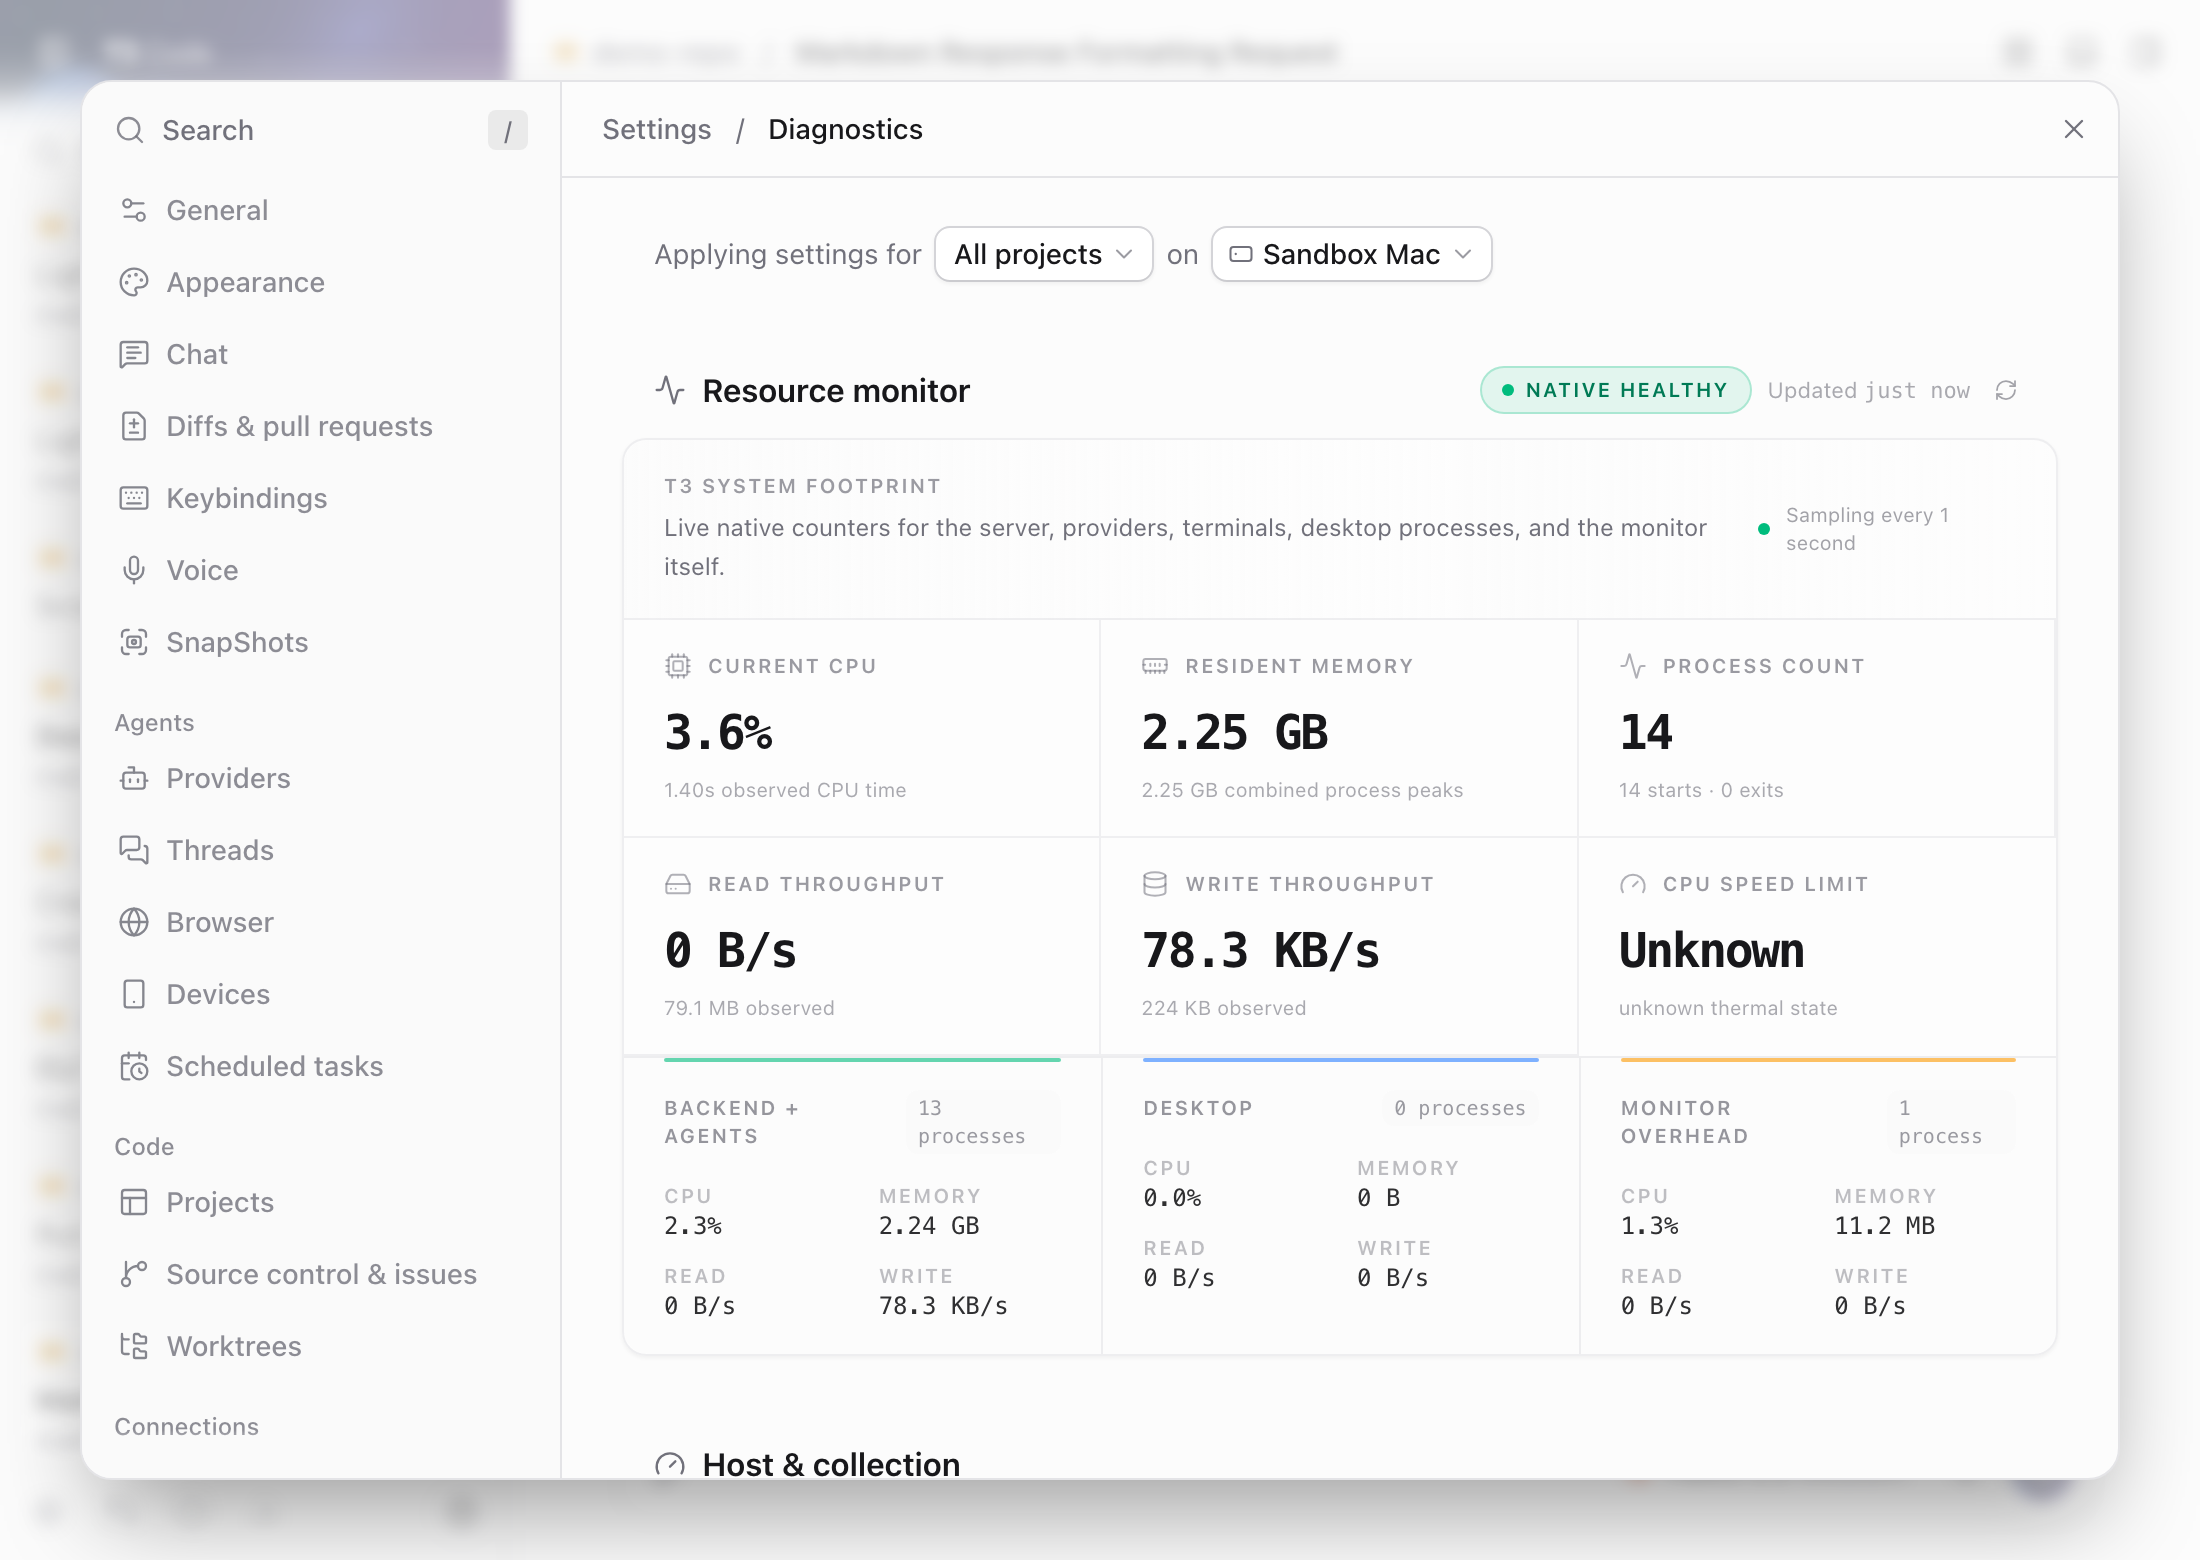 Search
/
General
Appearance
Chat
Diffs & pull requests
Keybindings
Voice
SnapShots
Agents
Providers
Threads
Browser
Devices
Scheduled tasks
Code
Projects
Source control & issues
Worktrees
Connections
Settings / Diagnostics
Applying settings for All projects on Sandbox Mac
Resource monitor
NATIVE HEALTHY Updated just now
T3 SYSTEM FOOTPRINT
Live native counters for the server, providers, terminals, desktop processes, and the monitor
itself.
Sampling every 1
second
CURRENT CPU
3.6%
1.40s observed CPU time
RESIDENT MEMORY
2.25 GB
2.25 GB combined process peaks
PROCESS COUNT
14
14 starts · 0 exits
READ THROUGHPUT
0 B/s
79.1 MB observed
WRITE THROUGHPUT
78.3 KB/s
224 KB observed
CPU SPEED LIMIT
Unknown
unknown thermal state
BACKEND +
AGENTS
13
processes
CPU MEMORY
2.3% 2.24 GB
READ WRITE
0 B/s 78.3 KB/s
DESKTOP
0 processes
CPU MEMORY
0.0% 0 B
READ WRITE
0 B/s 0 B/s
MONITOR
OVERHEAD
1
process
CPU MEMORY
1.3% 11.2 MB
READ WRITE
0 B/s 0 B/s
Host & collection